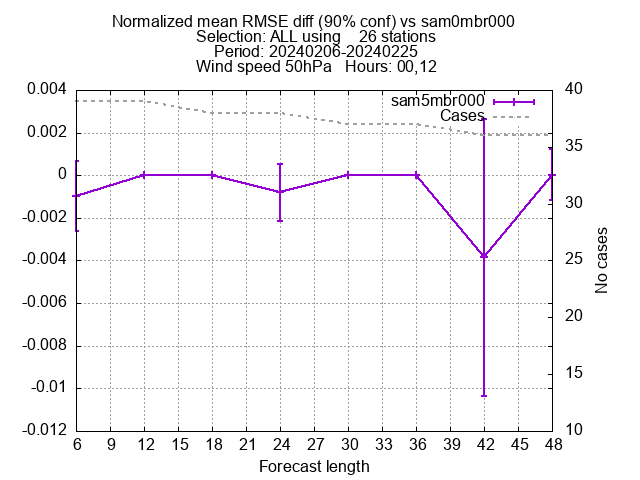 Normalized mean RMSE diff (90% conf) vs sam0mbr000
Selection: ALL using    26 stations
Period: 20240206-20240225
Wind speed 50hPa   Hours: 00,12
sam5mbr000
Cases
0.004
0.002
0
-0.002
-0.004
-0.006
-0.008
-0.01
-0.012
40
35
30
25
20
15
10
No cases
6 9 12 15 18 21 24 27 30 33 36 39 42 45 48
Forecast length